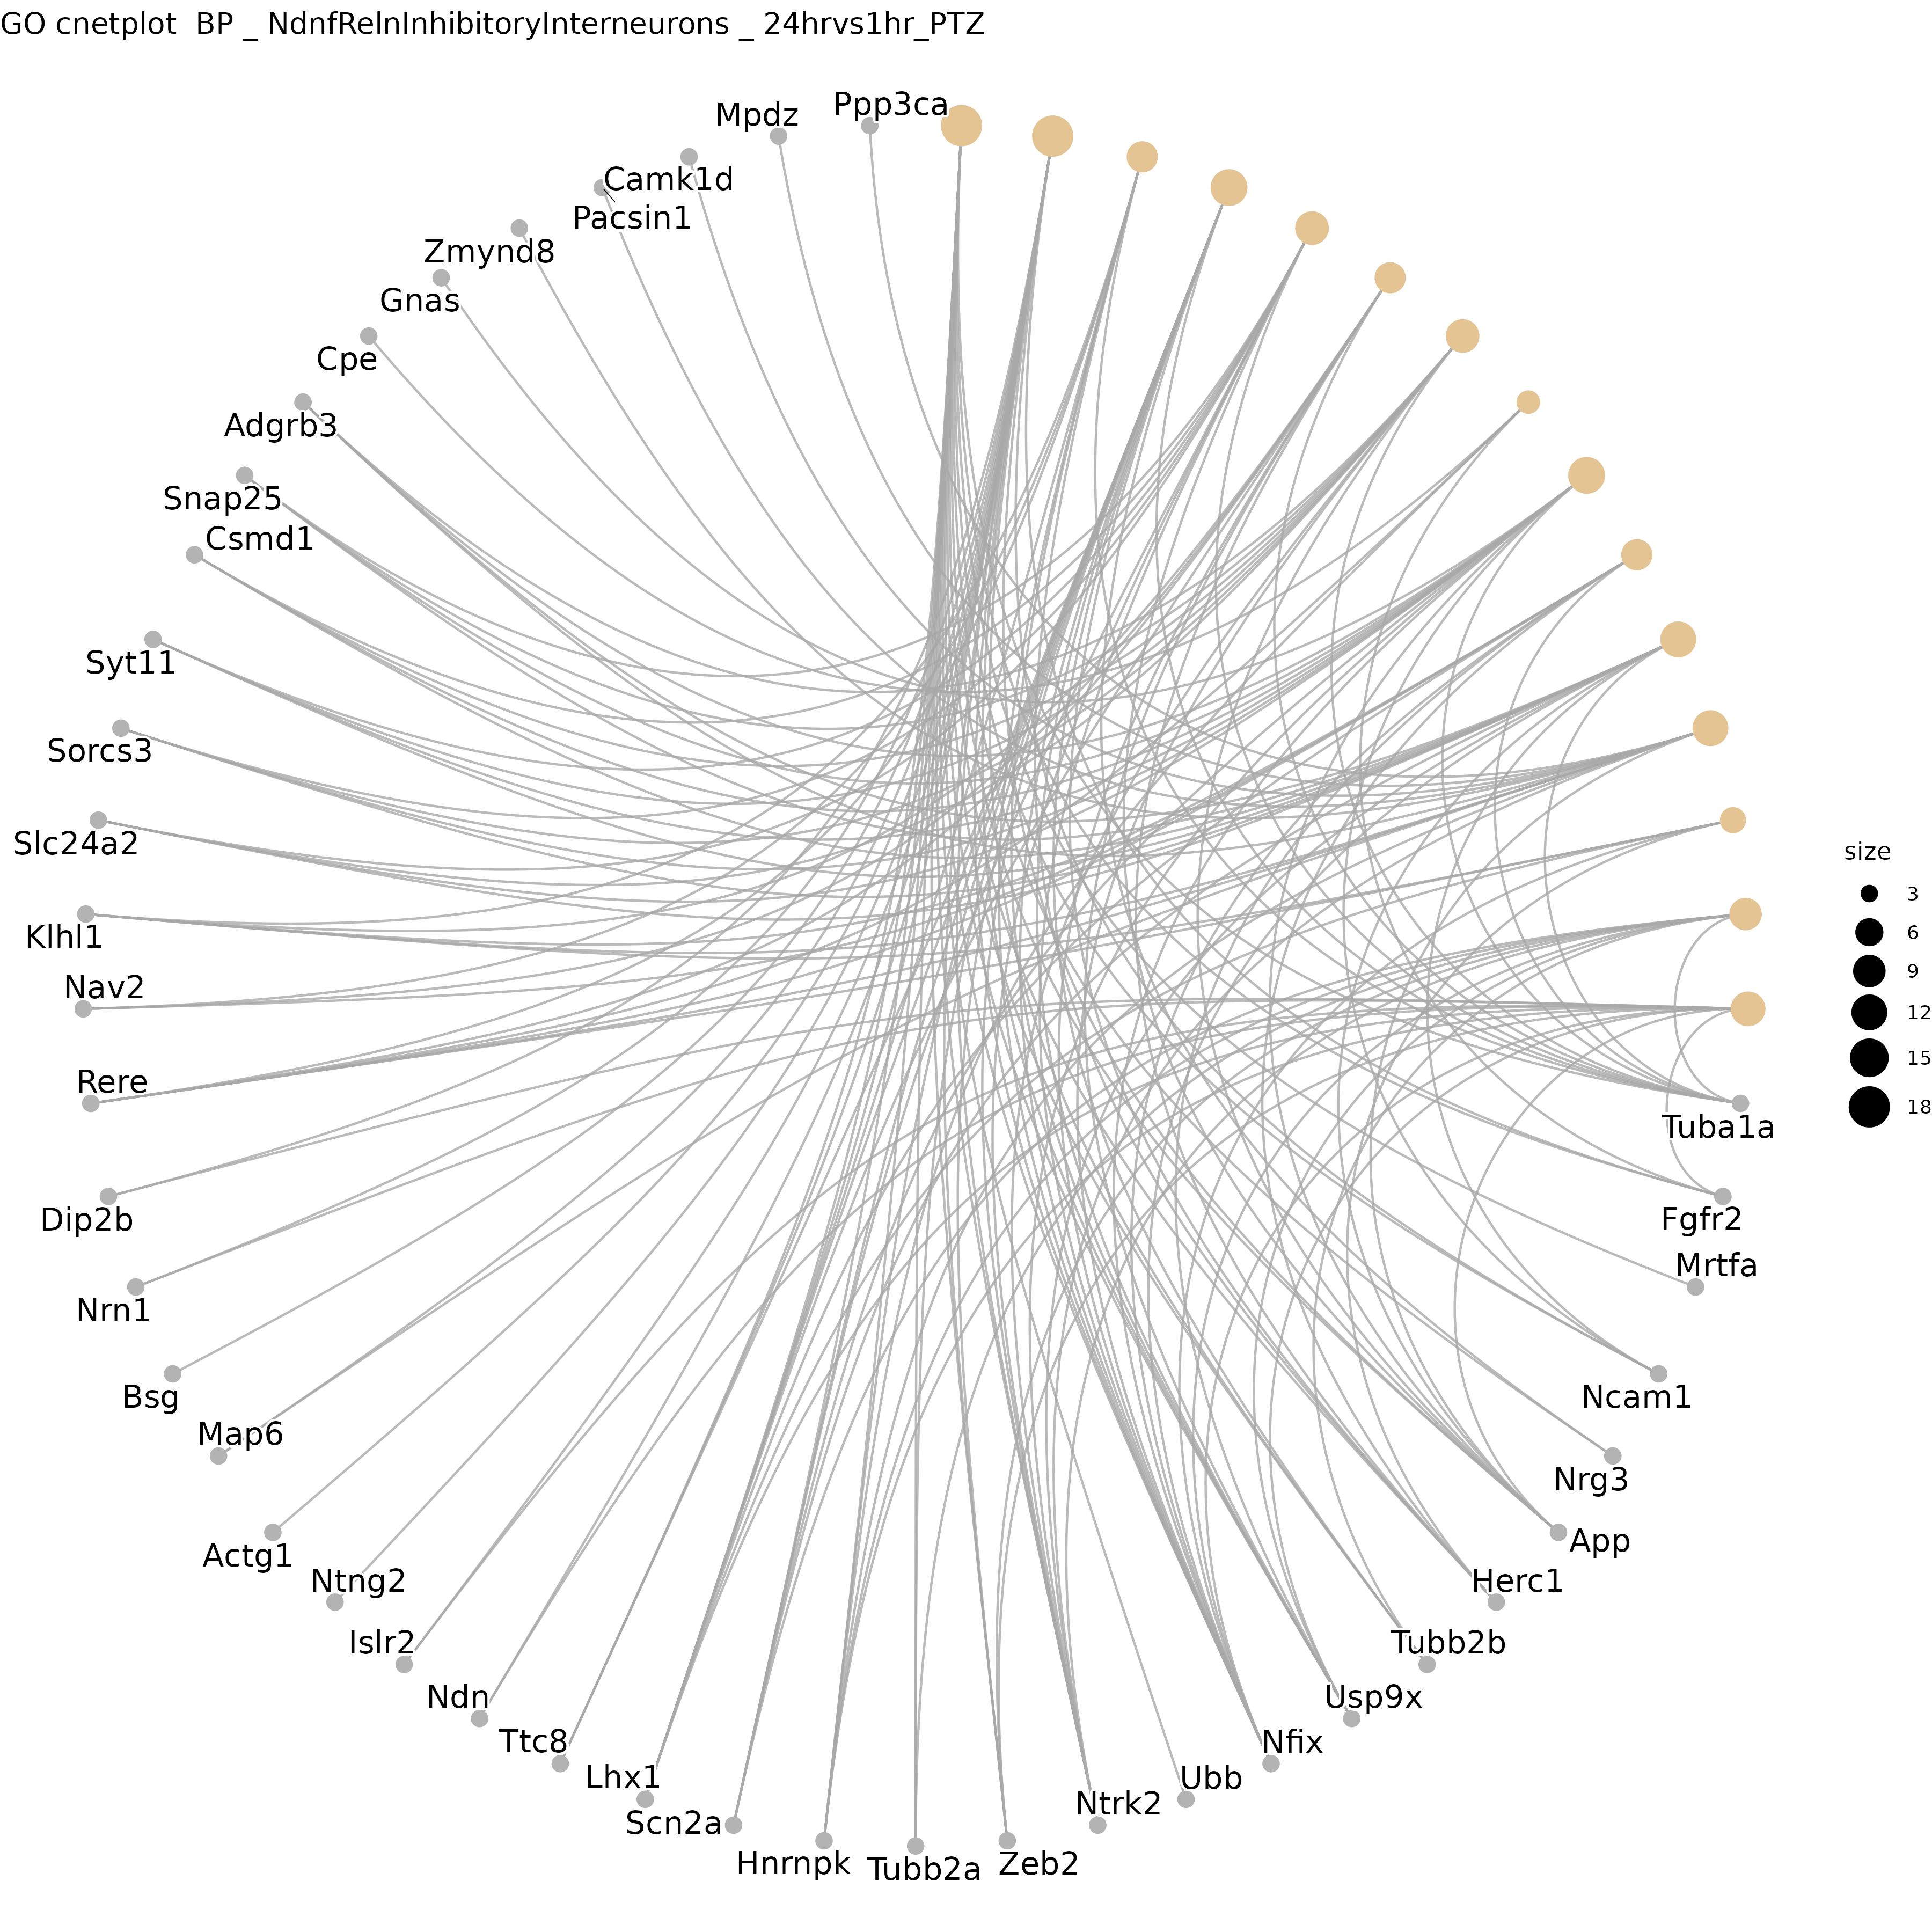 GO cnetplot  BP _ NdnfRelnInhibitoryInterneurons _ 24hrvs1hr_PTZ
Ppp3ca
Mpdz
Camk1d
Pacsin1
Zmynd8
Gnas
Cpe
Adgrb3
Snap25
Csmd1
Syt11
Sorcs3
Slc24a2
Klhl1
Nav2
Rere
Dip2b
Nrn1
Bsg
Map6
Actg1
Ntng2
Islr2
Ndn
Ttc8
Lhx1
Scn2a
Hnrnpk
Tubb2a
Zeb2
Ntrk2
Ubb
Nfix
Usp9x
Tubb2b
Herc1
App
Nrg3
Ncam1
Mrtfa
Fgfr2
Tuba1a
size
3
6
9
12
15
18